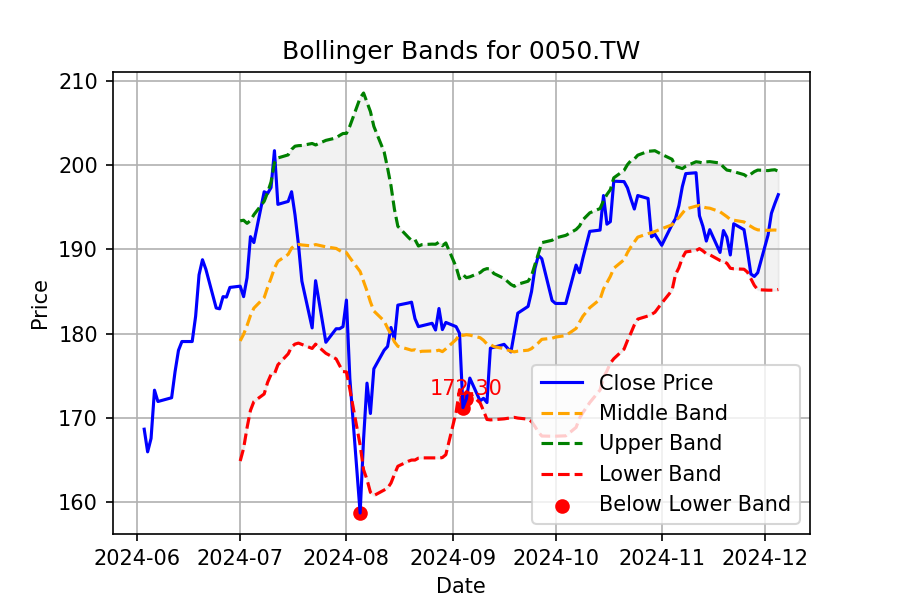 Bollinger Bands for 0050.TW
210
200
190
180
170
160
Price
172.30
Close Price
Middle Band
Upper Band
Lower Band
Below Lower Band
2024-06 2024-07 2024-08 2024-09 2024-10 2024-11 2024-12
Date